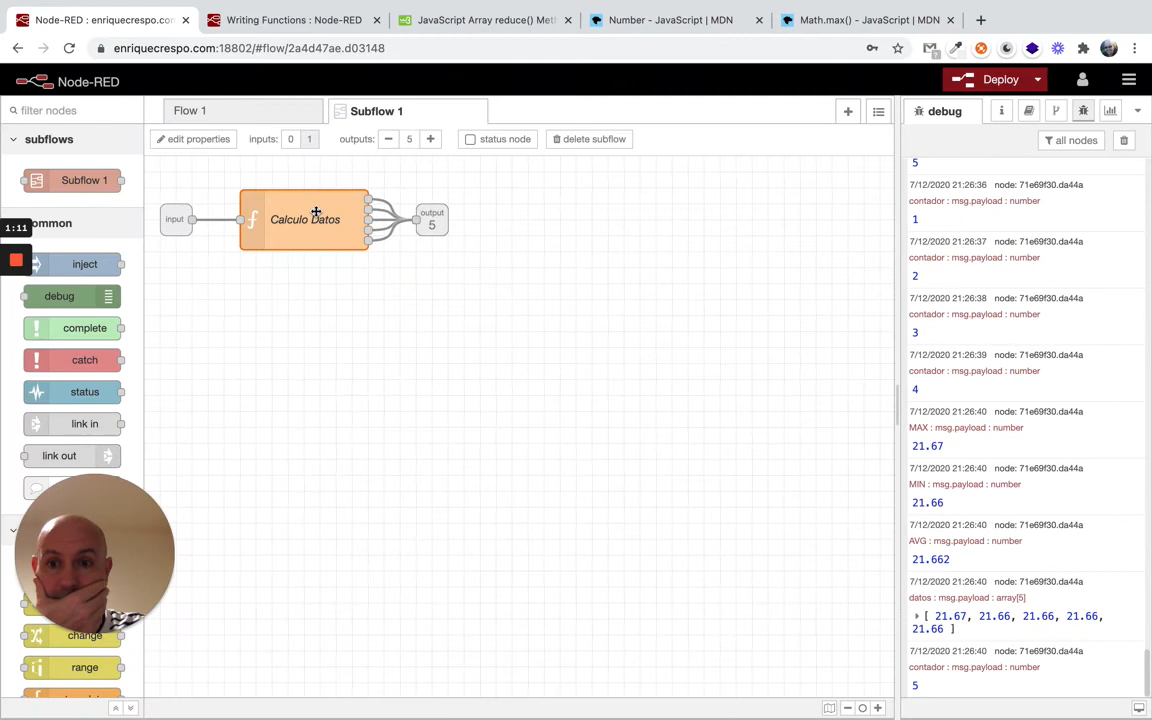 Node-RED : enriquecrespo.com
Writing Functions : Node-RED
JavaScript Array reduce() Met
Number - JavaScript | MDN
Math.max() - JavaScript | MDN
enriquecrespo.com:18802/#flow/2a4d47ae.d03148
Node-RED
Deploy
filter nodes
Flow 1
Subflow 1
debug
edit properties
inputs: 0 1
outputs: 5
status node
delete subflow
all nodes
subflows
Subflow 1
1:11
common
inject
debug
complete
catch
status
link in
link out
change
range
input
Calculo Datos
output
5
5
7/12/2020 21:26:36 node: 71e69f30.da44a
contador : msg.payload : number
1
7/12/2020 21:26:37 node: 71e69f30.da44a
contador : msg.payload : number
2
7/12/2020 21:26:38 node: 71e69f30.da44a
contador : msg.payload : number
3
7/12/2020 21:26:39 node: 71e69f30.da44a
contador : msg.payload : number
4
7/12/2020 21:26:40 node: 71e69f30.da44a
MAX : msg.payload : number
21.67
7/12/2020 21:26:40 node: 71e69f30.da44a
MIN : msg.payload : number
21.66
7/12/2020 21:26:40 node: 71e69f30.da44a
AVG : msg.payload : number
21.662
7/12/2020 21:26:40 node: 71e69f30.da44a
datos : msg.payload : array[5]
[ 21.67, 21.66, 21.66, 21.66,
21.66 ]
7/12/2020 21:26:40 node: 71e69f30.da44a
contador : msg.payload : number
5